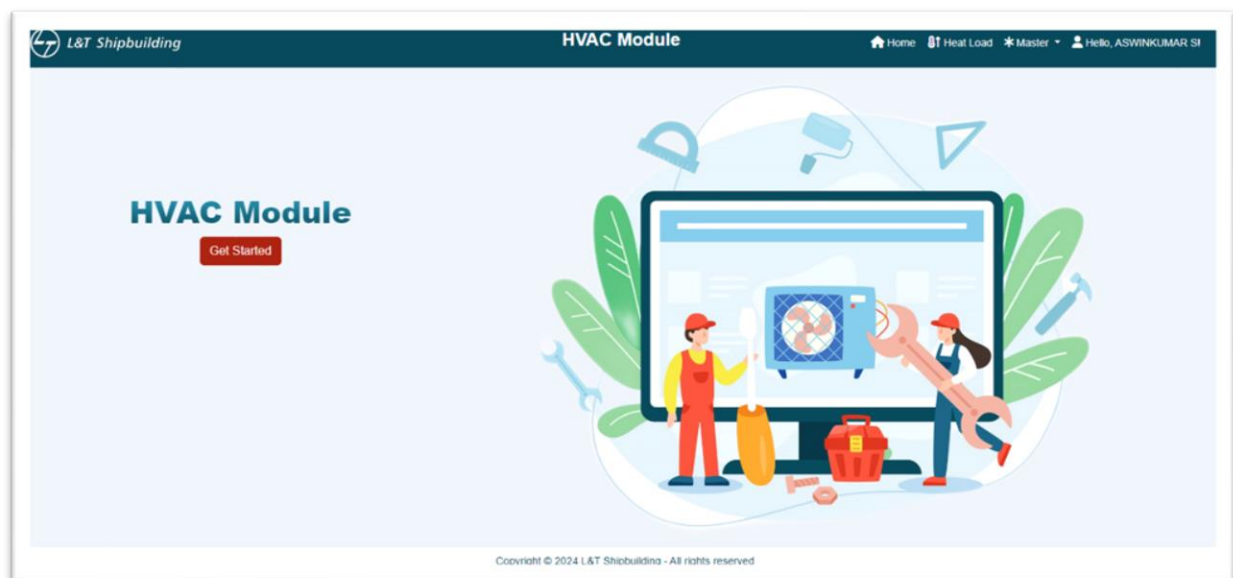 L&T Shipbuilding
HVAC Module
Home Heat Load Master Hello, ASWINKUMAR S
HVAC Module
Get Started
Copyright © 2024 L&T Shipbuilding - All rights reserved